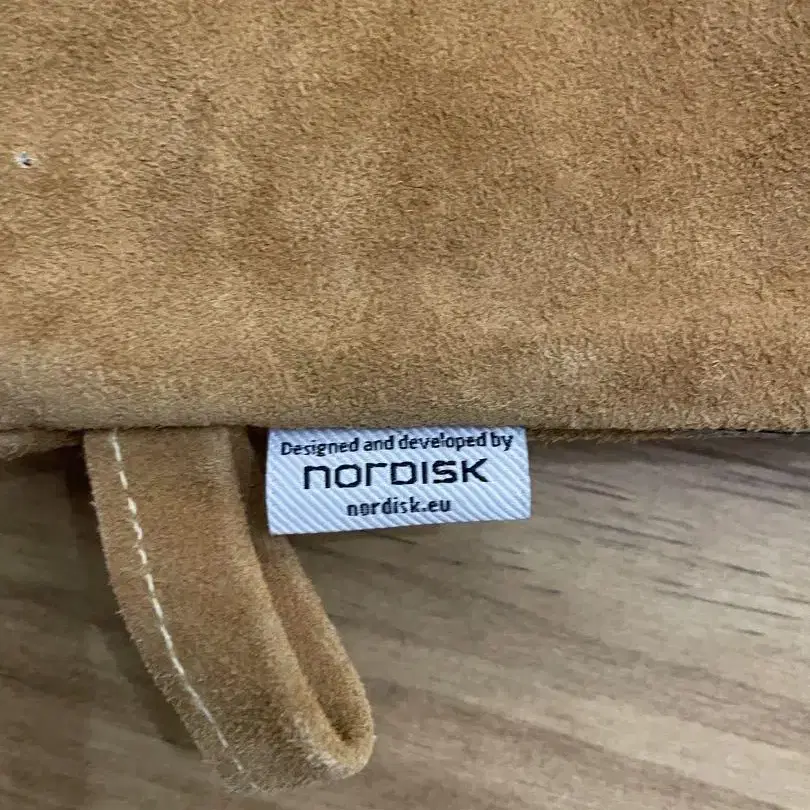 Designed and developed by
NORDISK
nordisk.eu